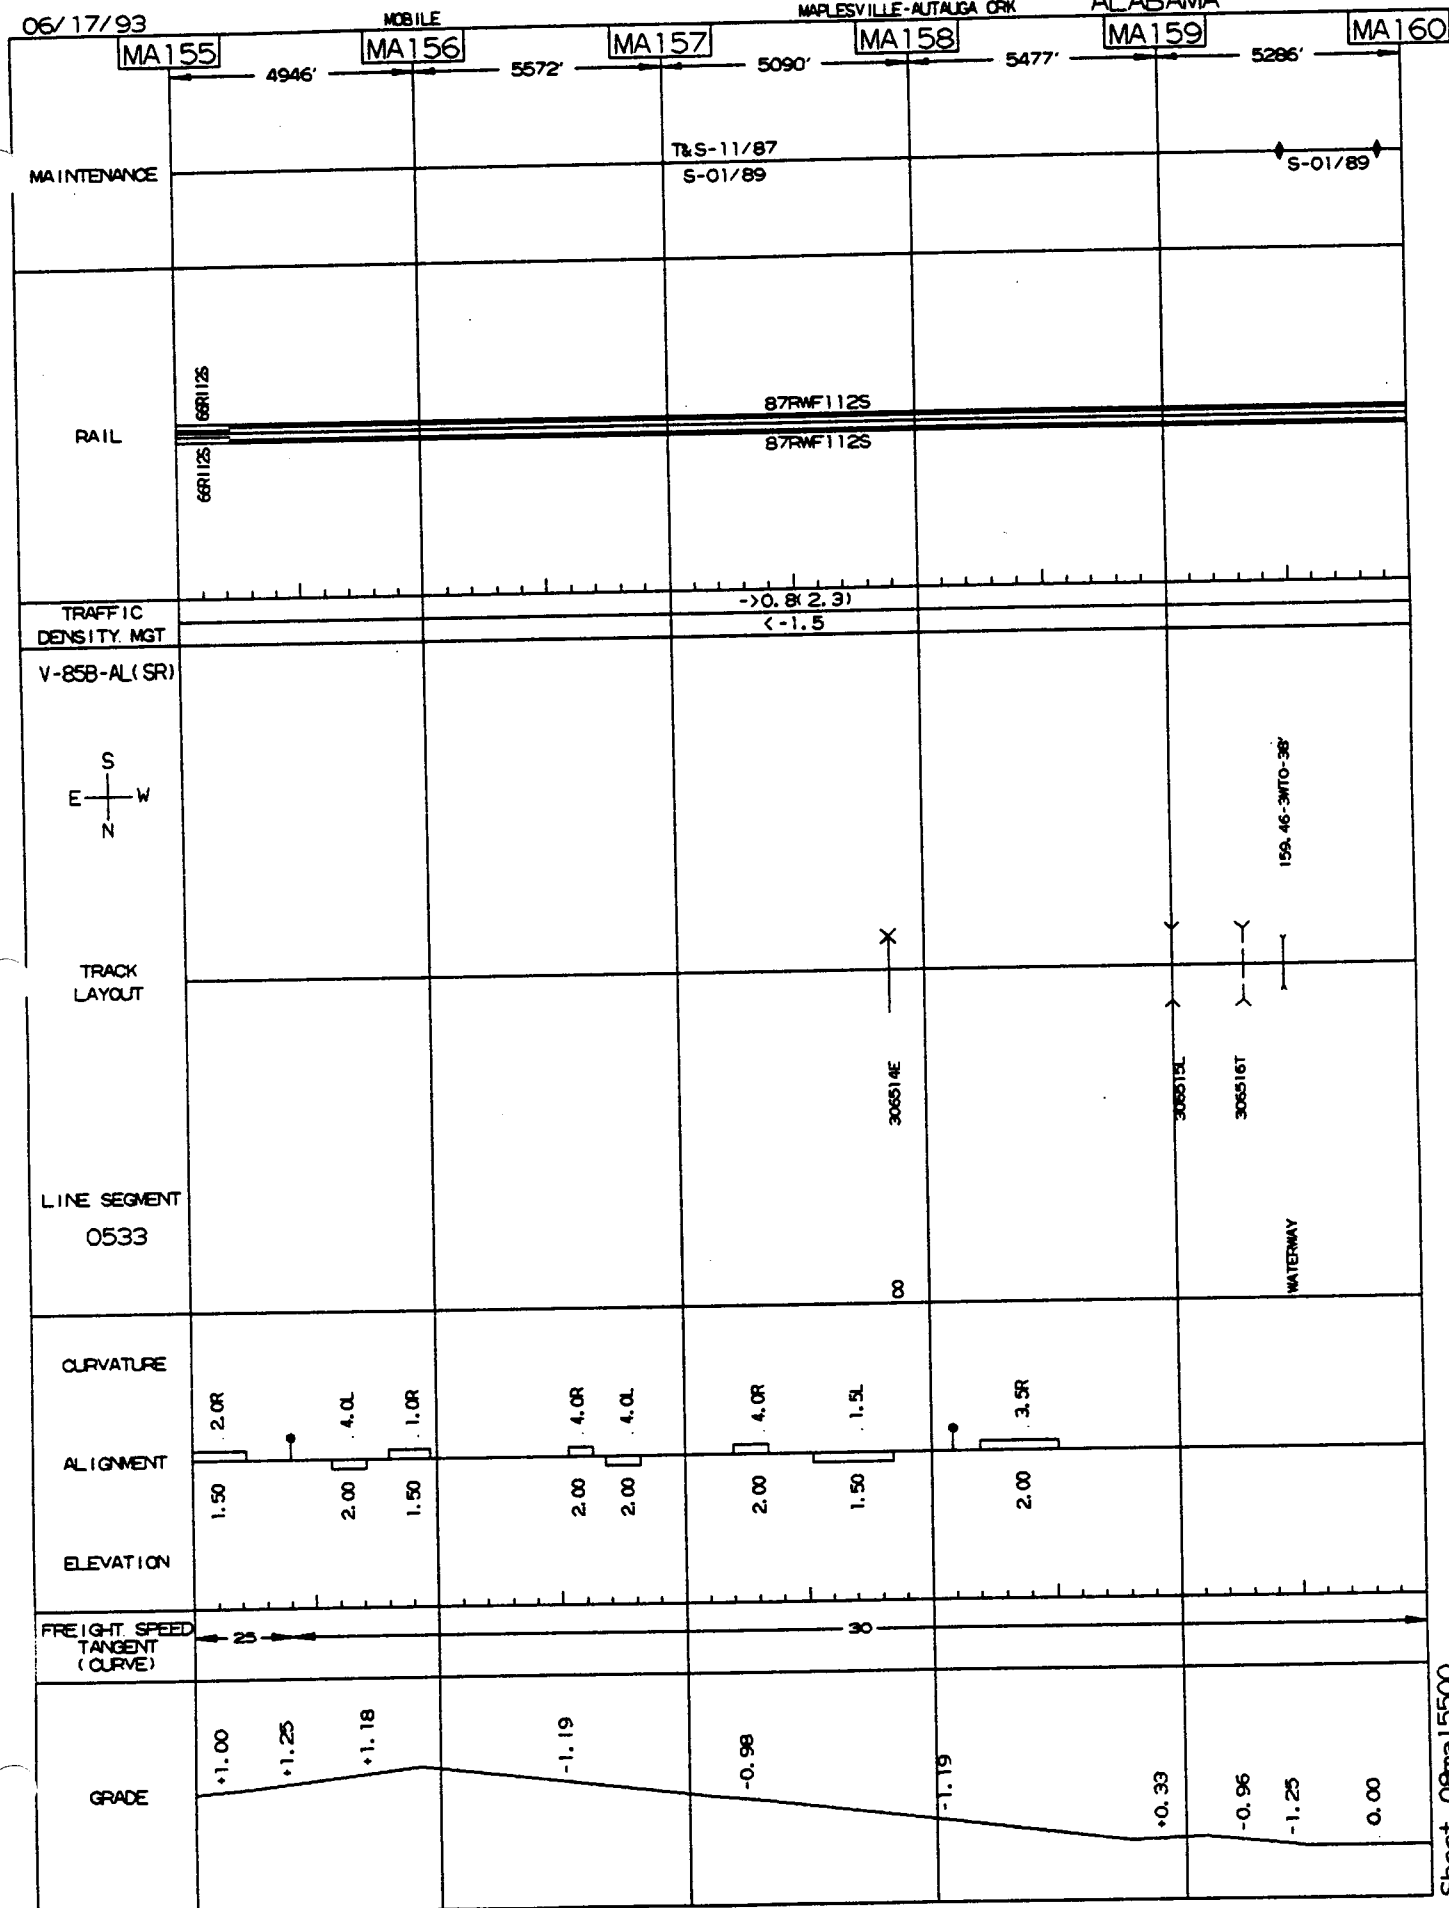 06/17/93
MOBILE
MAPLESVILLE-AUTAUGA CRK
ALABAMA
MA155 MA156 MA157 MA158 MA159 MA160
4946' 5572' 5090' 5477' 5286'
MAINTENANCE
T&S-11/87
S-01/89
S-01/89
RAIL
66R112S
66R112S
87RWF112S
87RWF112S
TRAFFIC
DENSITY. MGT
->0.8(2.3)
<-1.5
V-85B-AL(SR)
S
E W
N
159.46-3WTO-38'
TRACK
LAYOUT
306514E
306515L
306516T
LINE SEGMENT
0533
CO
WATERWAY
CURVATURE
2.0R 4.0L 1.0R 4.0R 4.0L 4.0R 1.5L 3.5R
ALIGNMENT
1.50 2.00 1.50 2.00 2.00 2.00 1.50 2.00
ELEVATION
FREIGHT SPEED
TANGENT
(CURVE)
25 30
GRADE
+1.00 +1.25 +1.18 -1.19 -0.98 -1.19 +0.33 -0.96 -1.25 0.00